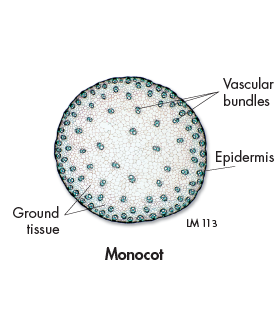 Vascular
bundles
Epidermis
Ground
tissue
LM 113
Monocot